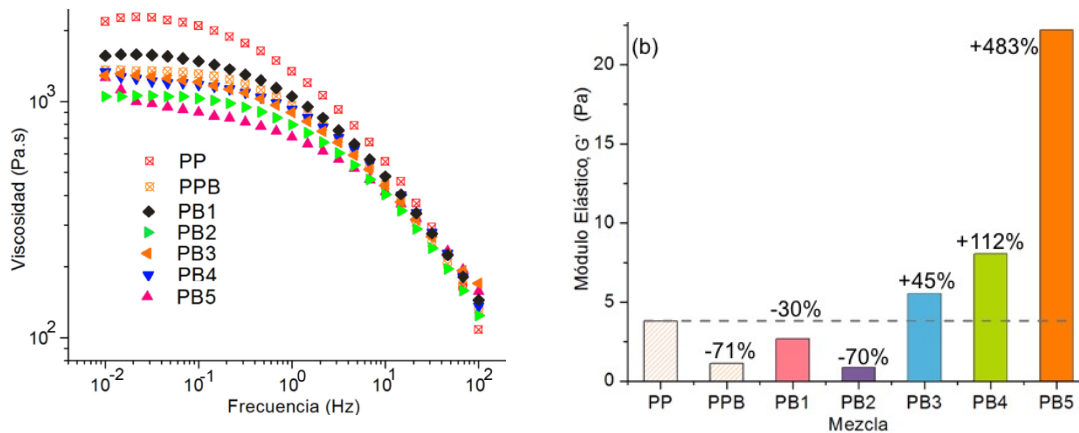 Viscosidad (Pa.s)
10³
10²
PP
PPB
PB1
PB2
PB3
PB4
PB5
10⁻² 10⁻¹ 10⁰ 10¹ 10²
Frecuencia (Hz)
(b)
Módulo Elástico, G' (Pa)
20
15
10
5
0
-71%
-30%
-70%
+45%
+112%
+483%
PP PPB PB1 PB2 PB3 PB4 PB5
Mezcla